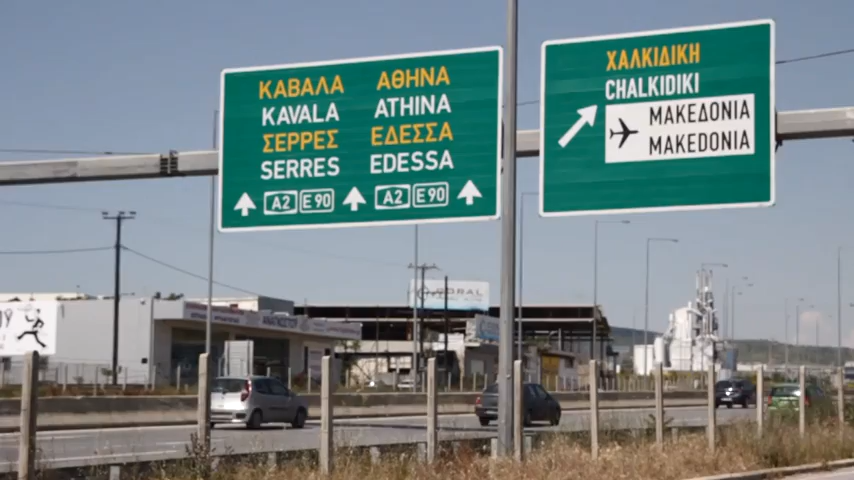 ΚΑΒΑΛΑ ΑΘΗΝΑ
KAVALA ATHINA
ΣΕΡΡΕΣ ΕΔΕΣΣΑ
SERRES EDESSA
A2 E90 A2 E90
ΧΑΛΚΙΔΙΚΗ
CHALKIDIKI
ΜΑΚΕΔΟΝΙΑ
MAKEDONIA